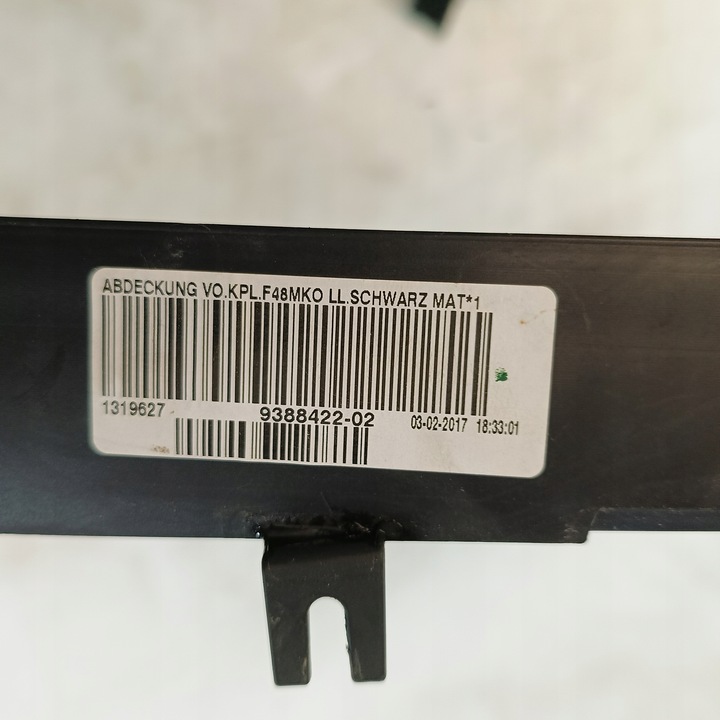 ABDECKUNG VO.KPL.F48MKO LL.SCHWARZ MAT*1
1319627 9388422-02 03-02-2017 18:33:01